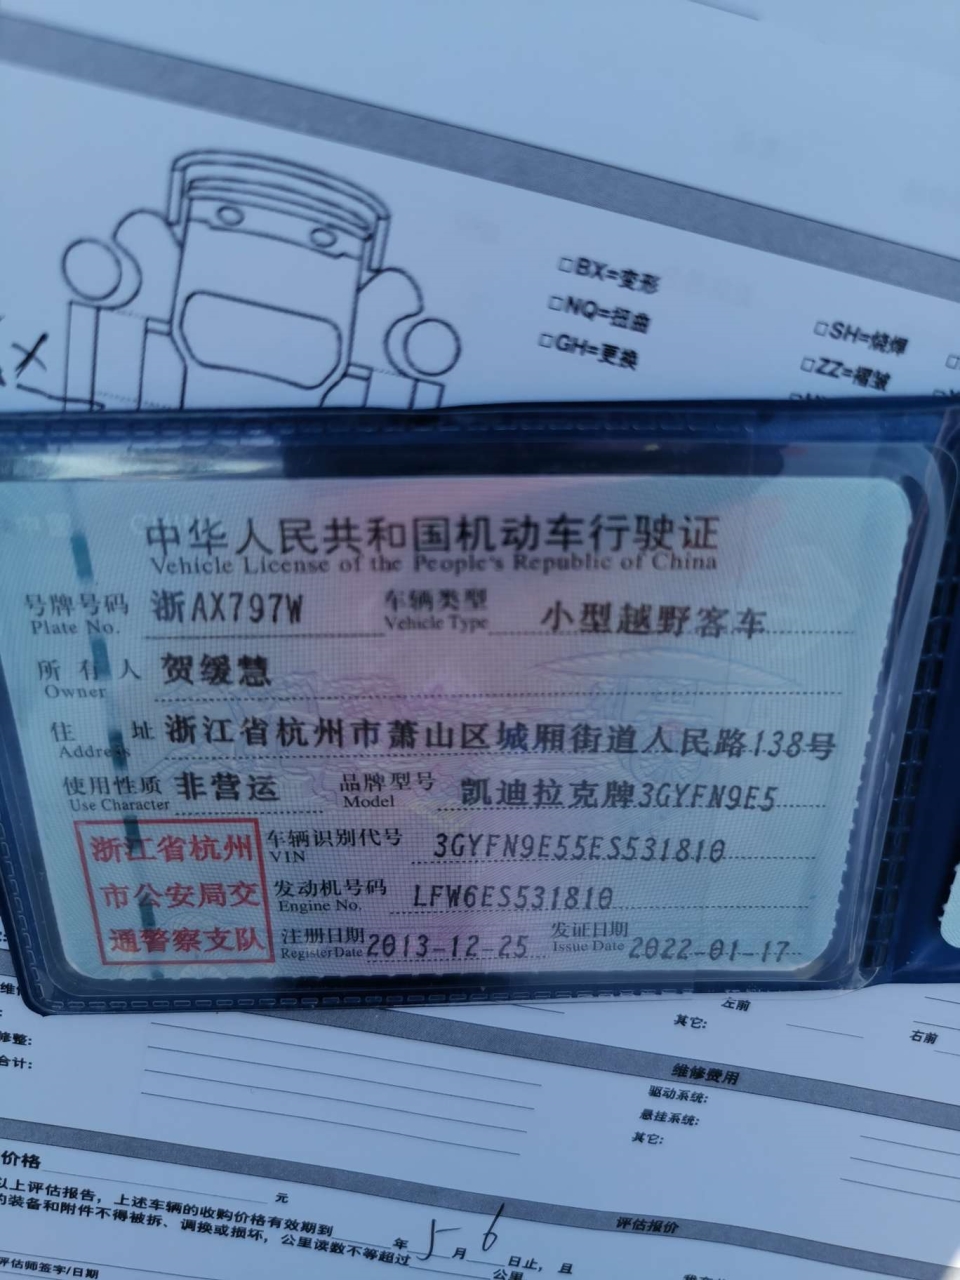 □BX=变形
□NQ=扭曲
□GH=更换
□SH=烧焊
□ZZ=褶皱
X
中华人民共和国机动车行驶证
Vehicle License of the People's Republic of China
号牌号码 浙AX797W 车辆类型 小型越野客车
Plate No. Vehicle Type
所有人 贺缓慧
Owner
住址 浙江省杭州市萧山区城厢街道人民路138号
Address
使用性质 非营运 品牌型号 凯迪拉克牌3GYFN9E5
Use Character Model
浙江省杭州
市公安局交
通警察支队
车辆识别代号 3GYFN9E55ES531810
VIN
发动机号码 LFW6ES531810
Engine No.
注册日期 2013-12-25 发证日期 2022-01-17
Register Date Issue Date
左前
其它:
右前
修整:
合计:
维修费用
驱动系统:
悬挂系统:
其它:
价格
元
评估报价
以上评估报告，上述车辆的收购价格有效期到 年 5 月 6 日止，且
的装备和附件不得被拆、调换或损坏，公里读数不等超过 公里
评估师签字/日期